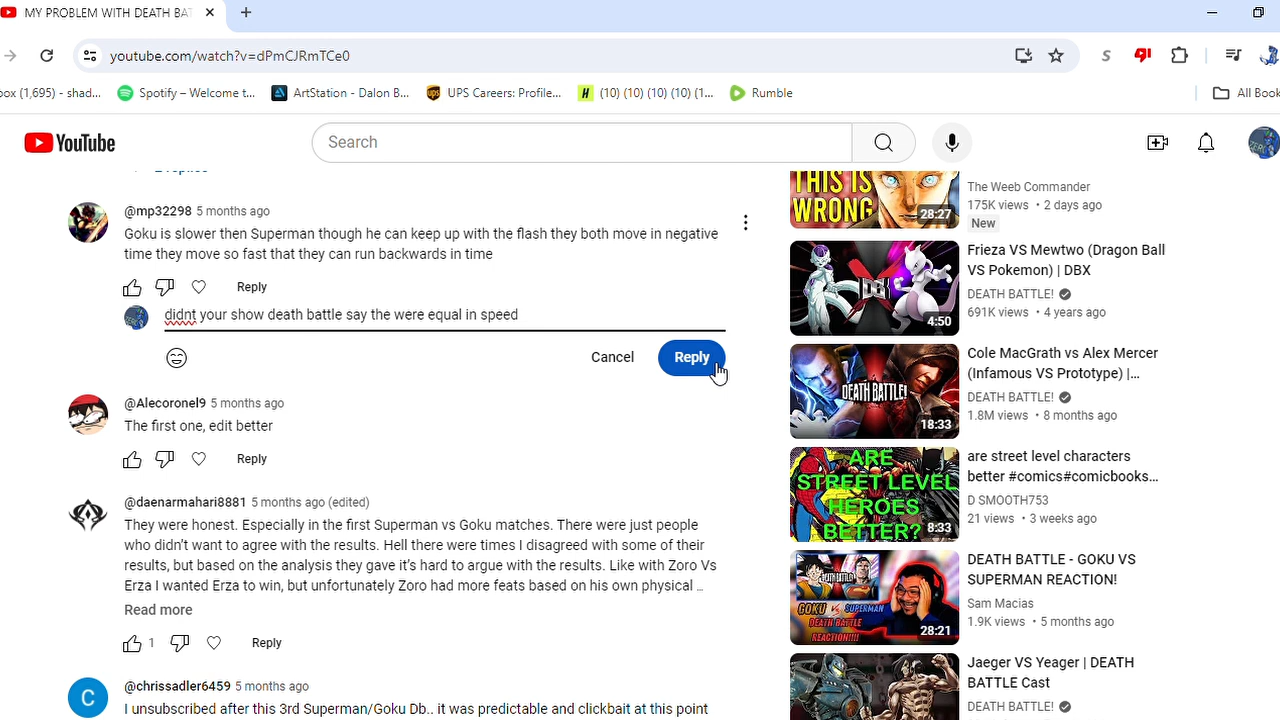 MY PROBLEM WITH DEATH BAT
youtube.com/watch?v=dPmCJRmTCe0
box (1,695) - shad...
Spotify – Welcome t...
ArtStation - Dalon B...
UPS Careers: Profile...
(10) (10) (10) (10) (1...
Rumble
All Book
YouTube
Search
@mp32298 5 months ago
Goku is slower then Superman though he can keep up with the flash they both move in negative
time they move so fast that they can run backwards in time
Reply
didnt your show death battle say the were equal in speed
Cancel
Reply
@Alecoronel9 5 months ago
The first one, edit better
Reply
@daenarmahari8881 5 months ago (edited)
They were honest. Especially in the first Superman vs Goku matches. There were just people
who didn't want to agree with the results. Hell there were times I disagreed with some of their
results, but based on the analysis they gave it's hard to argue with the results. Like with Zoro Vs
Erza I wanted Erza to win, but unfortunately Zoro had more feats based on his own physical ...
Read more
1
Reply
C
@chrissadler6459 5 months ago
I unsubscribed after this 3rd Superman/Goku Db.. it was predictable and clickbait at this point
THIS IS
WRONG
28:27
The Weeb Commander
175K views • 2 days ago
New
DBX
4:50
Frieza VS Mewtwo (Dragon Ball
VS Pokemon) | DBX
DEATH BATTLE!
691K views • 4 years ago
DEATH BATTLE!
18:33
Cole MacGrath vs Alex Mercer
(Infamous VS Prototype) |...
DEATH BATTLE!
1.8M views • 8 months ago
ARE
STREET LEVEL
HEROES
BETTER?
8:33
are street level characters
better #comics#comicbooks...
D SMOOTH753
21 views • 3 weeks ago
DEATH BATTLE!
GOKU VS SUPERMAN
DEATH BATTLE
REACTION!!!!
28:21
DEATH BATTLE - GOKU VS
SUPERMAN REACTION!
Sam Macias
1.9K views • 5 months ago
Jaeger VS Yeager | DEATH
BATTLE Cast
DEATH BATTLE!